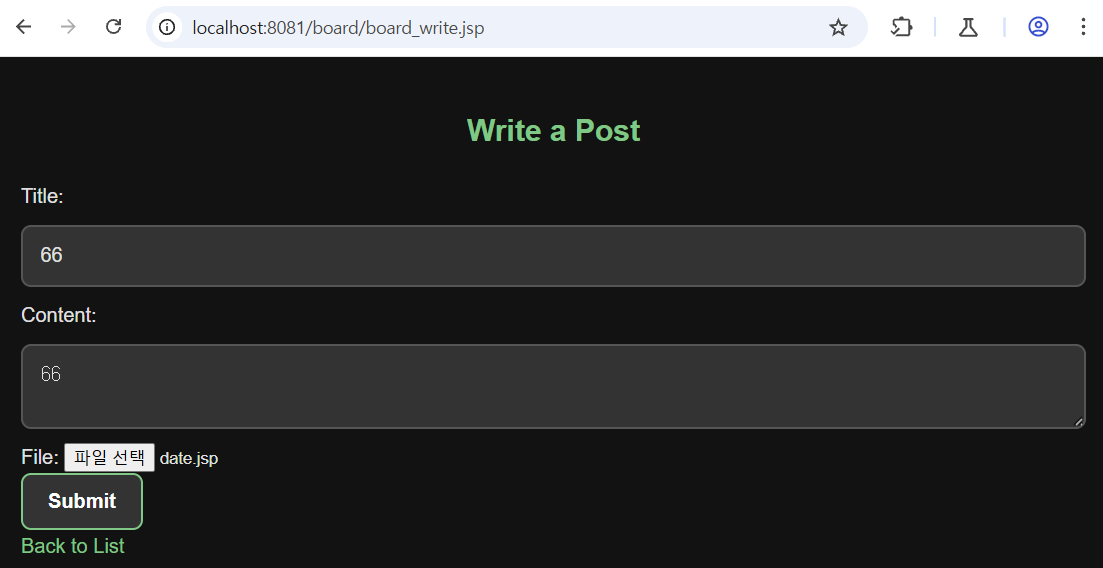 localhost:8081/board/board_write.jsp
Write a Post
Title:
66
Content:
66
File: 파일 선택 date.jsp
Submit
Back to List